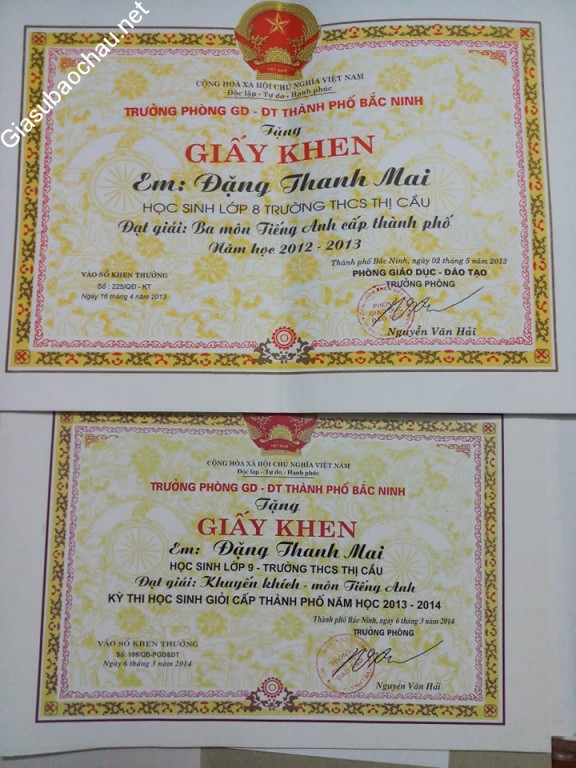 Giasubaochau.net
CỘNG HOÀ XÃ HỘI CHỦ NGHĨA VIỆT NAM
Độc lập - Tự do - Hạnh phúc
TRƯỞNG PHÒNG GD - ĐT THÀNH PHỐ BẮC NINH
Tặng
GIẤY KHEN
Em: Đặng Thanh Mai
HỌC SINH LỚP 8 TRƯỜNG THCS THỊ CẦU
Đạt giải: Ba môn Tiếng Anh cấp thành phố
Năm học 2012 - 2013
Thành phố Bắc Ninh, ngày 02 tháng 5 năm 2013
VÀO SỔ KHEN THƯỞNG
Số : 225/QĐ - KT
Ngày 16 tháng 4 năm 2013
PHÒNG GIÁO DỤC - ĐÀO TẠO
TRƯỞNG PHÒNG
Nguyễn Văn Hải
CỘNG HOÀ XÃ HỘI CHỦ NGHĨA VIỆT NAM
Độc lập - Tự do - Hạnh phúc
TRƯỞNG PHÒNG GD - ĐT THÀNH PHỐ BẮC NINH
Tặng
GIẤY KHEN
Em: Đặng Thanh Mai
HỌC SINH LỚP 9 - TRƯỜNG THCS THỊ CẦU
Đạt giải: Khuyến khích - môn Tiếng Anh
KỲ THI HỌC SINH GIỎI CẤP THÀNH PHỐ NĂM HỌC 2013 - 2014
Thành phố Bắc Ninh, ngày 6 tháng 3 năm 2014
VÀO SỔ KHEN THƯỞNG
Ngày 6 tháng 3 năm 2014
TRƯỞNG PHÒNG
Nguyễn Văn Hải